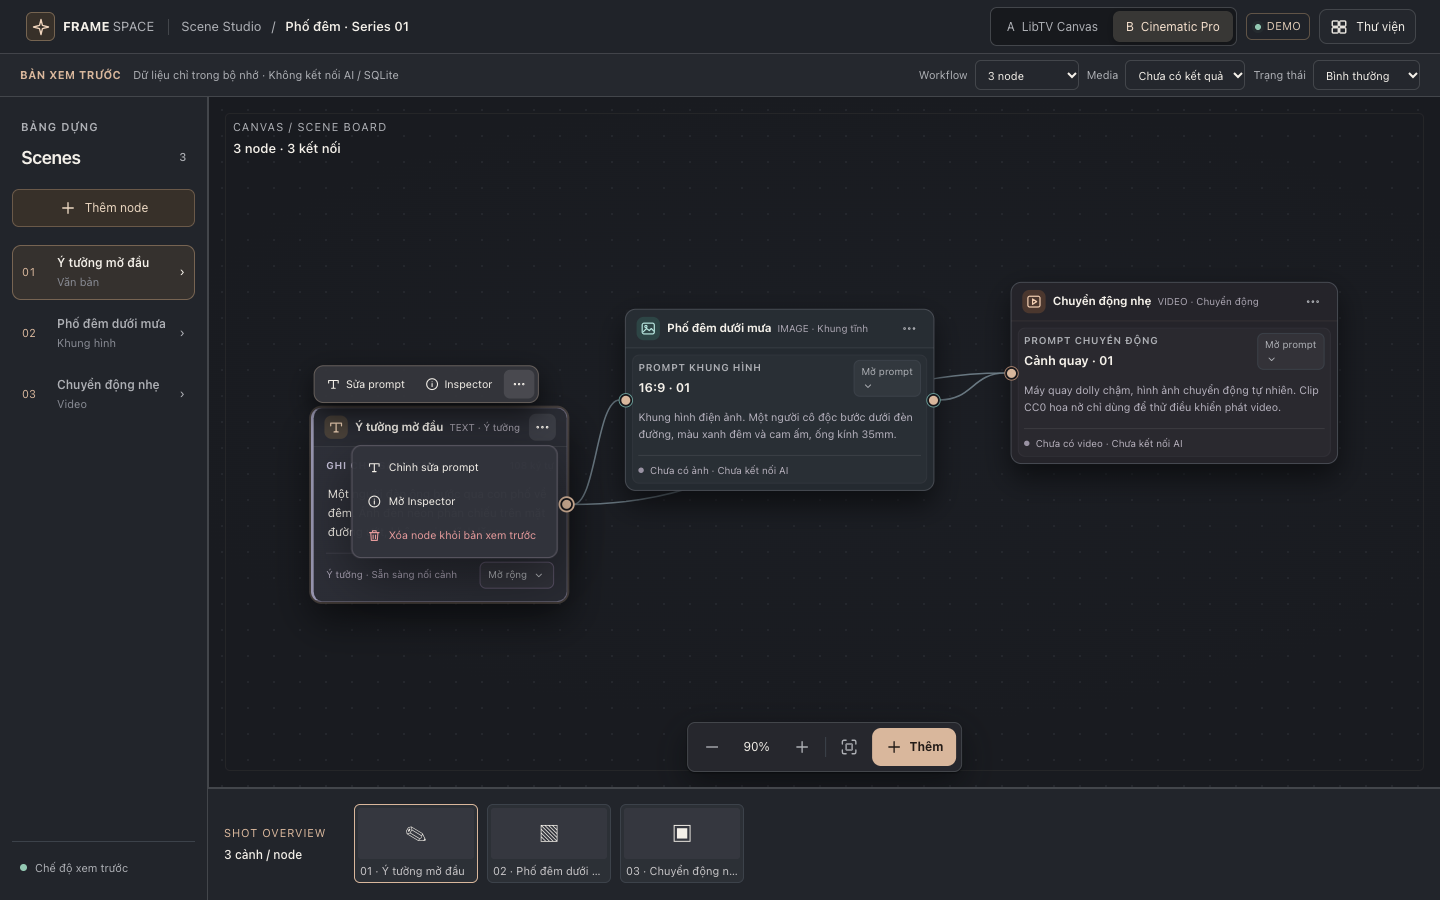 FRAME SPACE
Scene Studio / Phố đêm · Series 01
A LibTV Canvas
B Cinematic Pro
DEMO
Thư viện
BẢN XEM TRƯỚC
Dữ liệu chỉ trong bộ nhớ · Không kết nối AI / SQLite
Workflow
3 node
Media
Chưa có kết quả
Trạng thái
Bình thường
BẢNG DỰNG
Scenes
3
Thêm node
01
Ý tưởng mở đầu
Văn bản
02
Phố đêm dưới mưa
Khung hình
03
Chuyển động nhẹ
Video
Chế độ xem trước
CANVAS / SCENE BOARD
3 node · 3 kết nối
Sửa prompt
Inspector
Ý tưởng mở đầu
TEXT · Ý tưởng
GHI
Một
đêm
đườn
Chỉnh sửa prompt
Mở Inspector
Xóa node khỏi bản xem trước
Ý tưởng · Sẵn sàng nối cảnh
Mở rộng
Phố đêm dưới mưa
IMAGE · Khung tĩnh
PROMPT KHUNG HÌNH
16:9 · 01
Mở prompt
Khung hình điện ảnh. Một người cô độc bước dưới đèn
đường, màu xanh đêm và cam ấm, ống kính 35mm.
Chưa có ảnh · Chưa kết nối AI
Chuyển động nhẹ
VIDEO · Chuyển động
PROMPT CHUYỂN ĐỘNG
Cảnh quay · 01
Mở prompt
Máy quay dolly chậm, hình ảnh chuyển động tự nhiên. Clip
CC0 hoa nở chỉ dùng để thử điều khiển phát video.
Chưa có video · Chưa kết nối AI
90%
Thêm
SHOT OVERVIEW
3 cảnh / node
01 · Ý tưởng mở đầu
02 · Phố đêm dưới ...
03 · Chuyển động n...